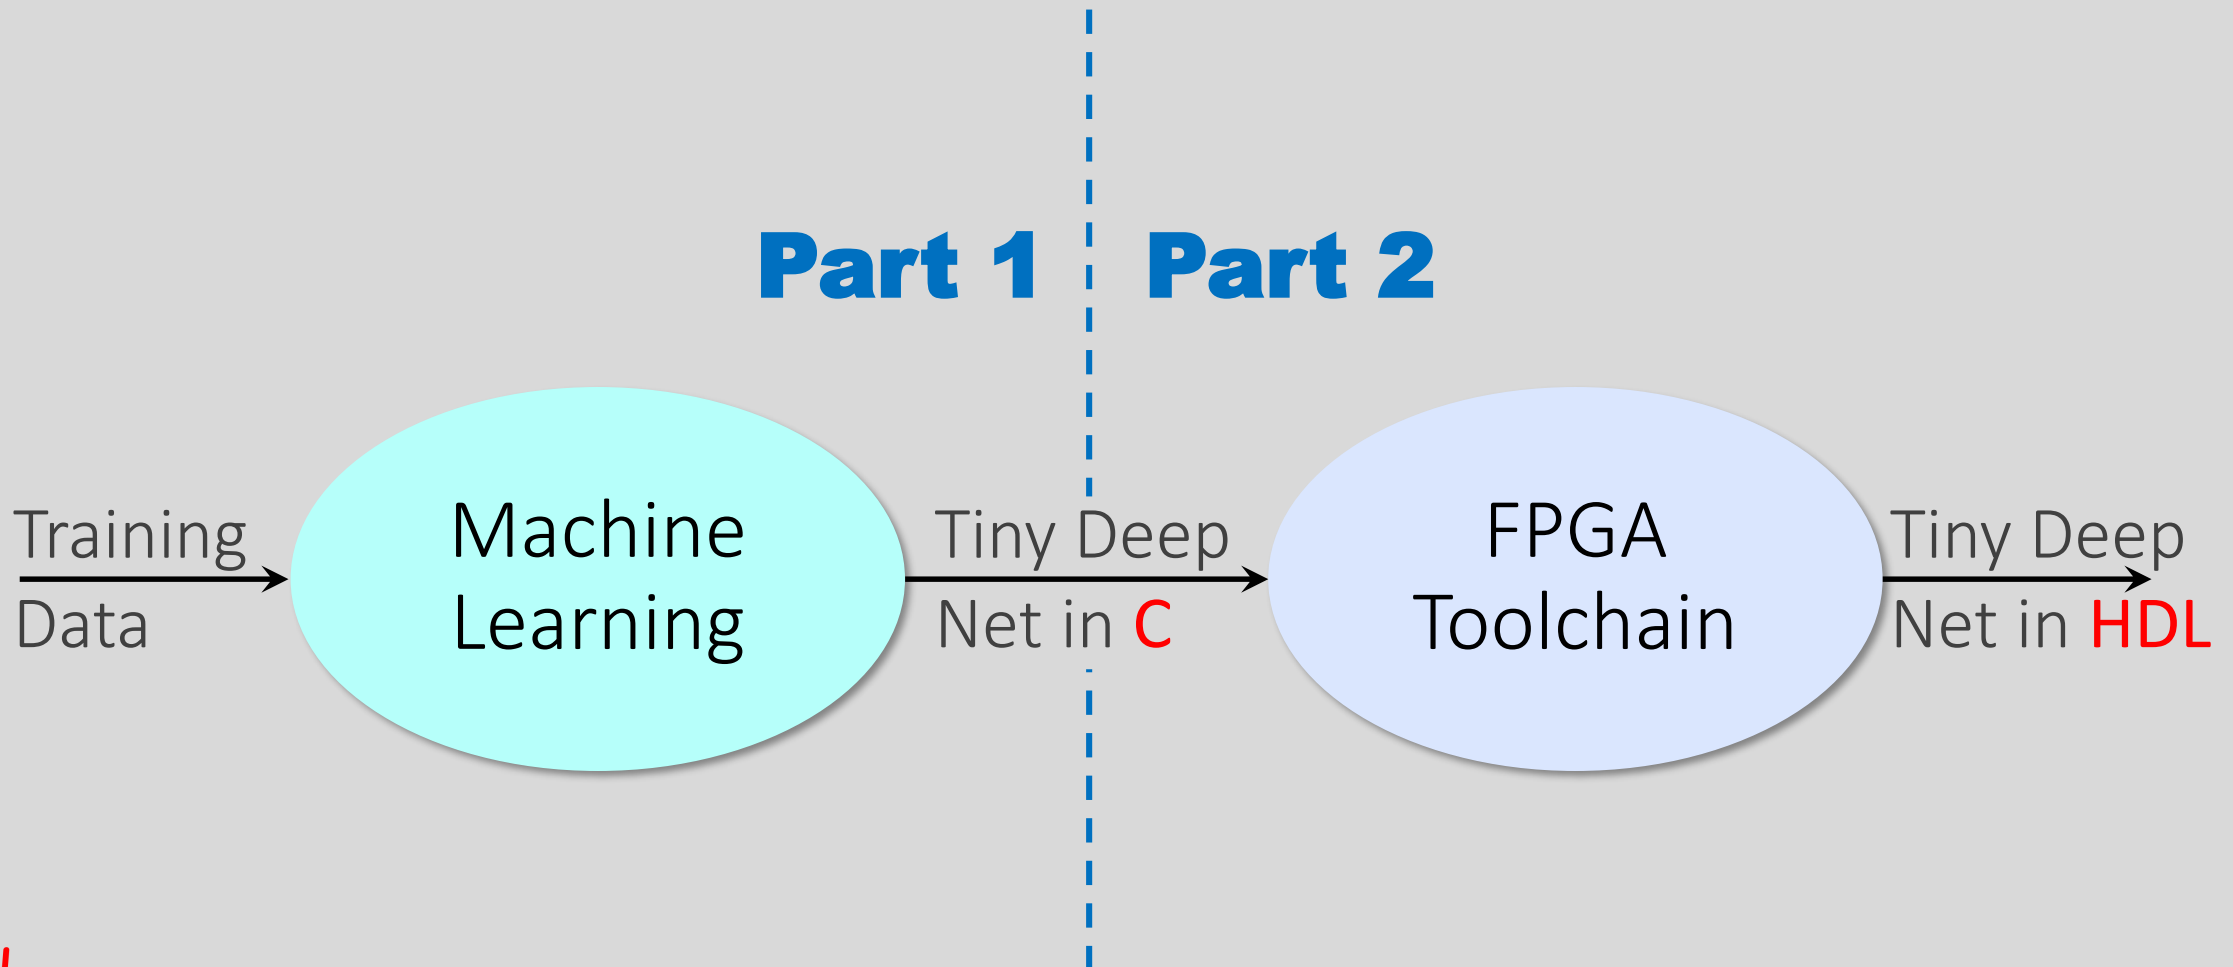 Part 1
Part 2
Training
Data
Machine
Learning
Tiny Deep
Net in C
FPGA
Toolchain
Tiny Deep
Net in HDL